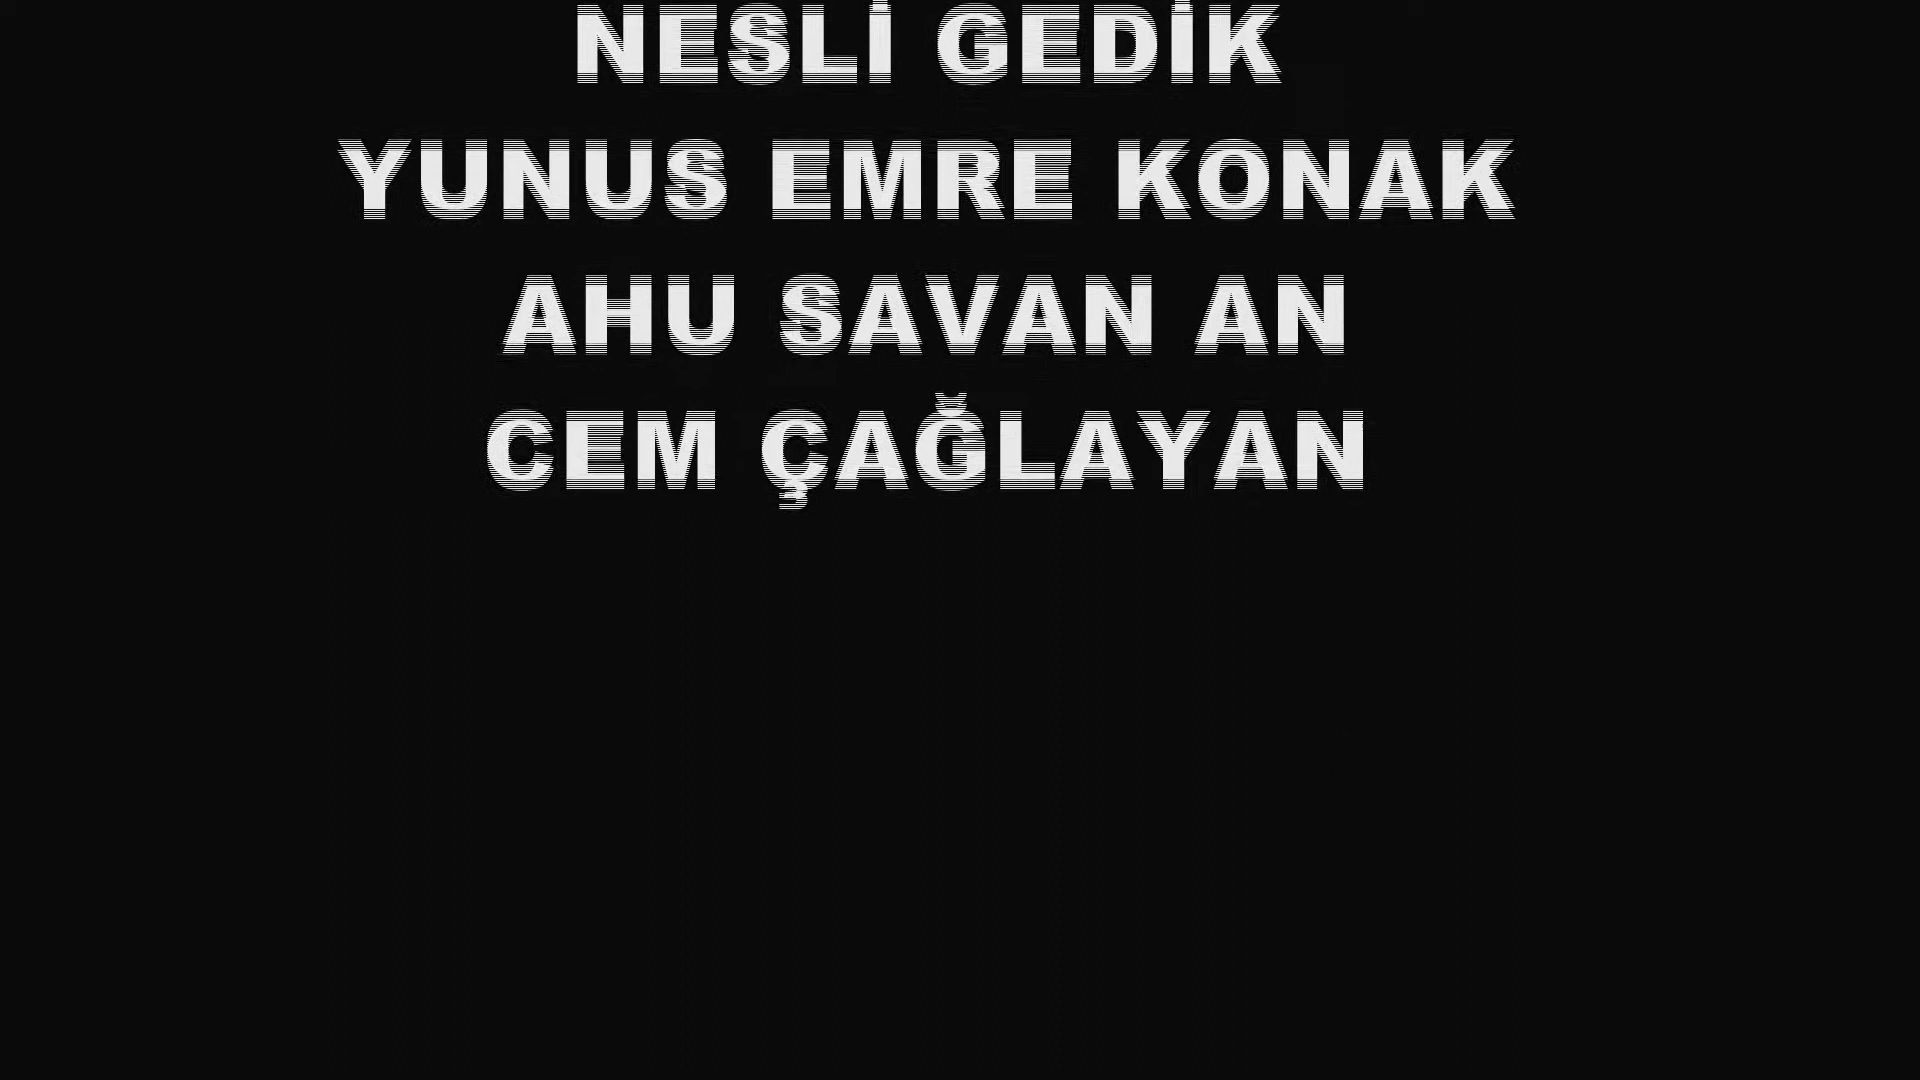 NESLİ GEDİK
YUNUS EMRE KONAK
AHU SAVAN AN
CEM ÇAĞLAYAN